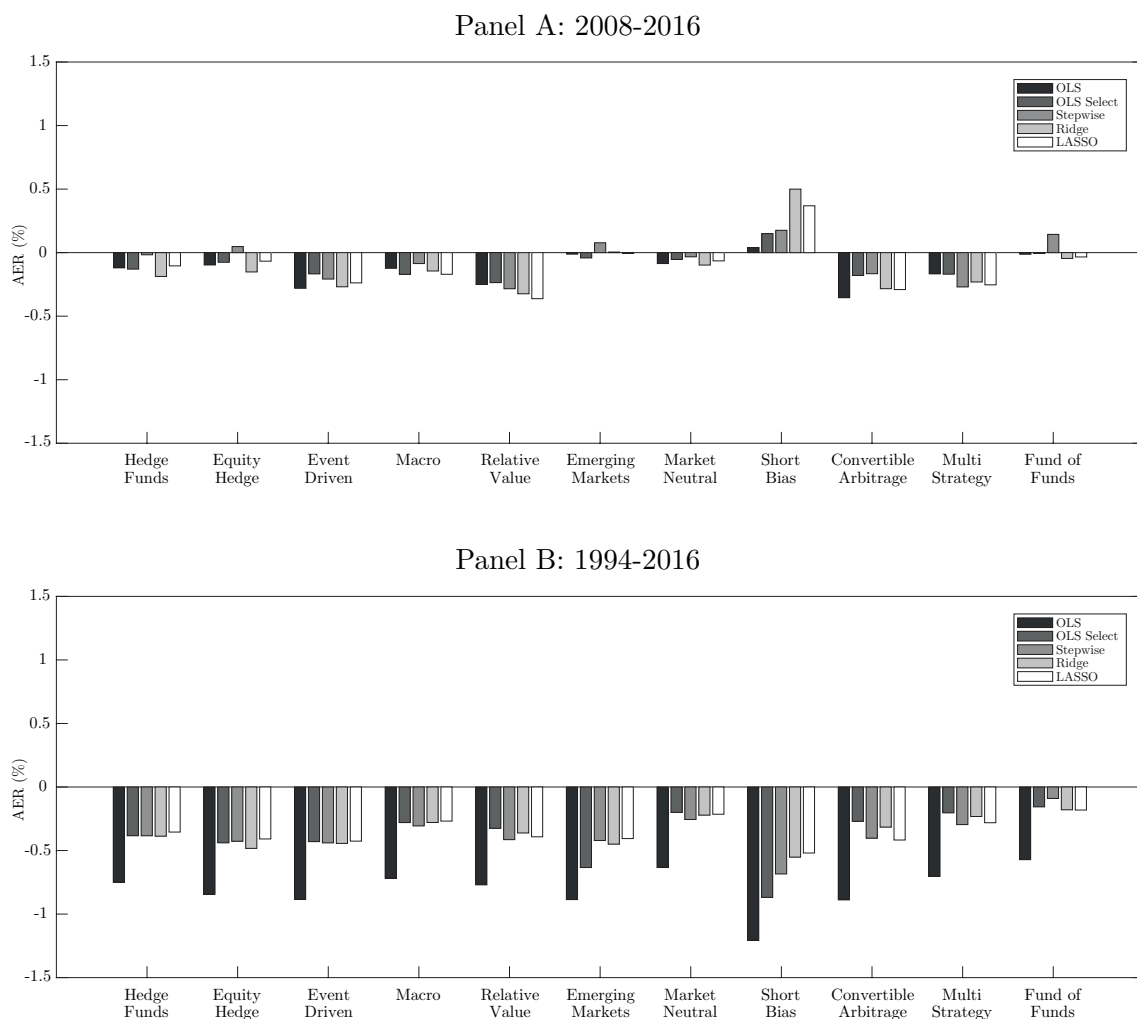 Panel A: 2008-2016
1.5
1
0.5
0
-0.5
-1
-1.5
AER (%)
OLS
OLS Select
Stepwise
Ridge
LASSO
Hedge Funds
Equity Hedge
Event Driven
Macro
Relative Value
Emerging Markets
Market Neutral
Short Bias
Convertible Arbitrage
Multi Strategy
Fund of Funds
Panel B: 1994-2016
1.5
1
0.5
0
-0.5
-1
-1.5
AER (%)
OLS
OLS Select
Stepwise
Ridge
LASSO
Hedge Funds
Equity Hedge
Event Driven
Macro
Relative Value
Emerging Markets
Market Neutral
Short Bias
Convertible Arbitrage
Multi Strategy
Fund of Funds